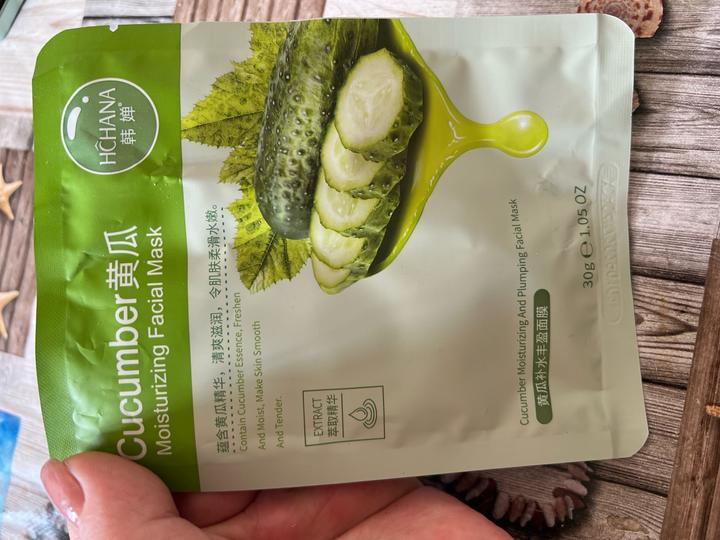 HCHANA®
韩婵
Cucumber黄瓜
Moisturizing Facial Mask
蕴含黄瓜精华，清爽滋润，令肌肤柔滑水嫩。
Contain Cucumber Essence, Freshen
And Moist, Make Skin Smooth
And Tender.
EXTRACT
萃取精华
Cucumber Moisturizing And Plumping Facial Mask
黄瓜补水丰盈面膜
30g ℮ 1.05 OZ